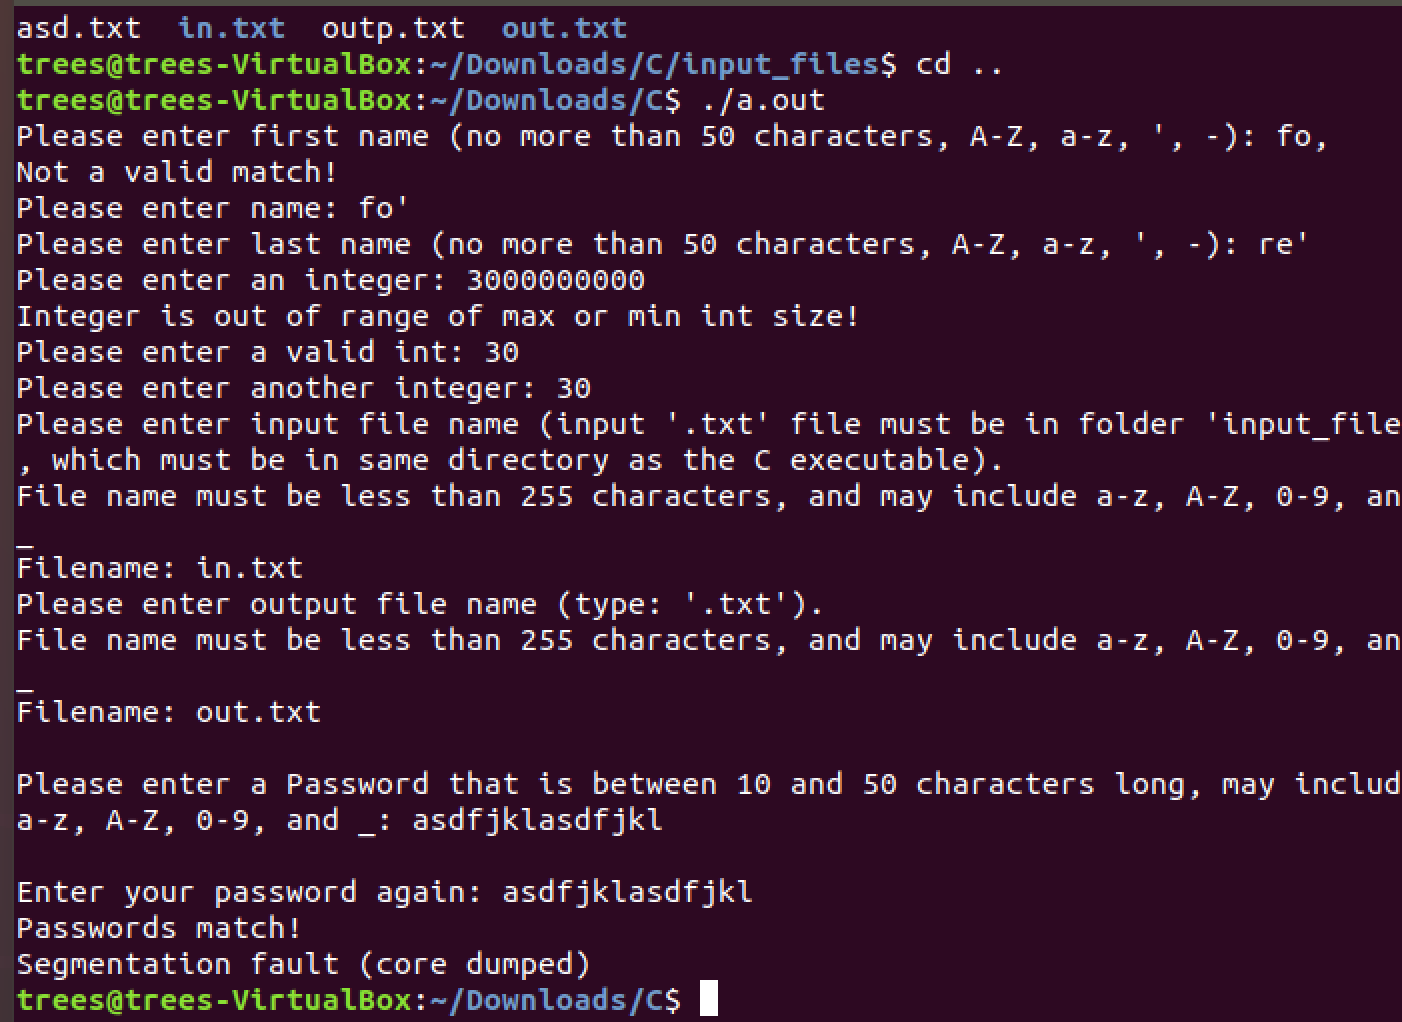 asd.txt  in.txt  outp.txt  out.txt
trees@trees-VirtualBox:~/Downloads/C/input_files$ cd ..
trees@trees-VirtualBox:~/Downloads/C$ ./a.out
Please enter first name (no more than 50 characters, A-Z, a-z, ', -): fo,
Not a valid match!
Please enter name: fo'
Please enter last name (no more than 50 characters, A-Z, a-z, ', -): re'
Please enter an integer: 3000000000
Integer is out of range of max or min int size!
Please enter a valid int: 30
Please enter another integer: 30
Please enter input file name (input '.txt' file must be in folder 'input_file
, which must be in same directory as the C executable).
File name must be less than 255 characters, and may include a-z, A-Z, 0-9, an
_
Filename: in.txt
Please enter output file name (type: '.txt').
File name must be less than 255 characters, and may include a-z, A-Z, 0-9, an
_
Filename: out.txt
Please enter a Password that is between 10 and 50 characters long, may includ
a-z, A-Z, 0-9, and _: asdfjklasdfjkl
Enter your password again: asdfjklasdfjkl
Passwords match!
Segmentation fault (core dumped)
trees@trees-VirtualBox:~/Downloads/C$